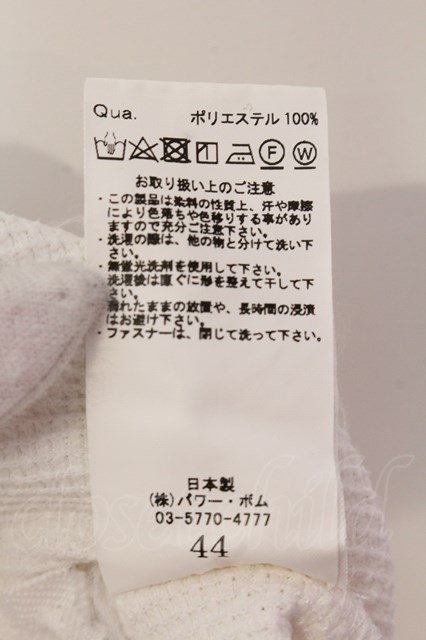 Qua. ポリエステル 100%
F W
お取り扱い上のご注意
・この製品は染料の性質上、汗や摩擦
により色落ちや色移りする事があり
ますので充分ご注意下さい。
・洗濯の際は、他の物と分けて洗い下
さい。
・無蛍光洗剤を使用して下さい。
洗濯後は直ぐに形を整えて干して下
さい。
濡れたままの放置や、長時間の浸漬
はお避け下さい。
・ファスナーは、閉じて洗って下さい。
日本製
(株)パワー・ボム
03-5770-4777
44